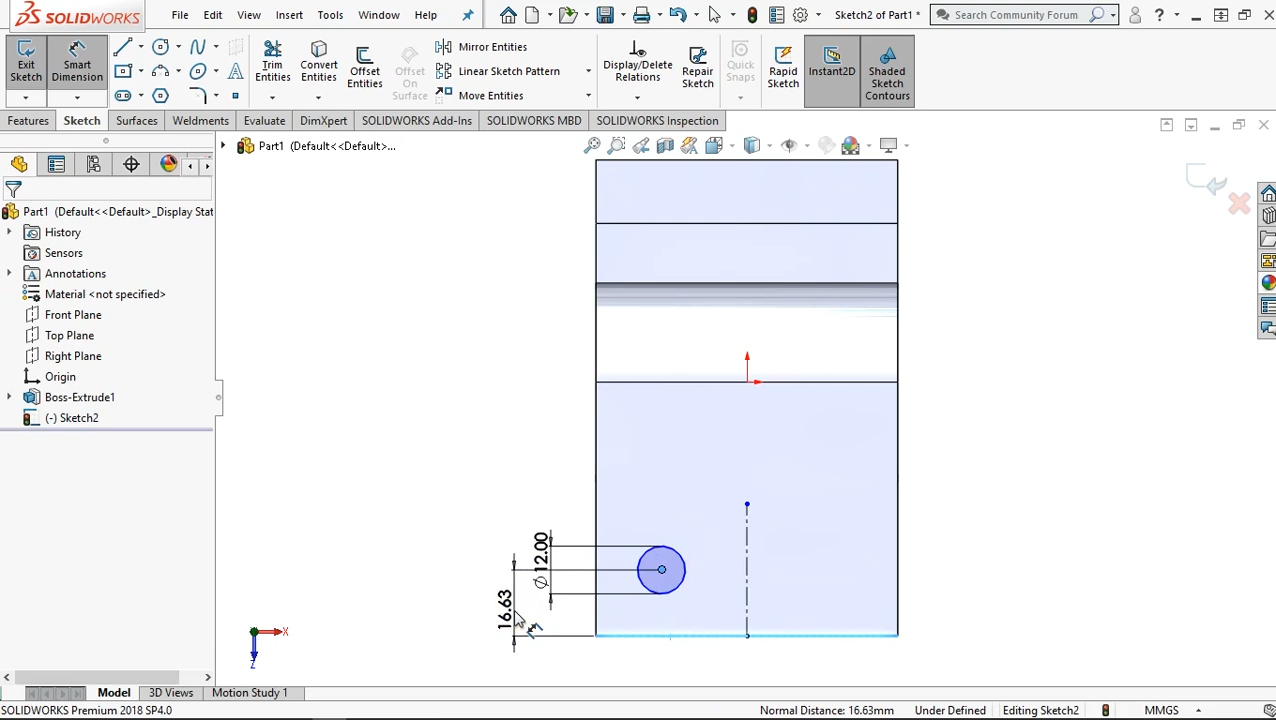 SOLIDWORKS
File Edit View Insert Tools Window Help
Sketch2 of Part1 *
Search Community Forum
?
Exit Sketch
Smart Dimension
Trim Entities
Convert Entities
Offset Entities
Offset On Surface
Mirror Entities
Linear Sketch Pattern
Move Entities
Display/Delete Relations
Repair Sketch
Quick Snaps
Rapid Sketch
Instant2D
Shaded Sketch Contours
Features Sketch Surfaces Weldments Evaluate DimXpert SOLIDWORKS Add-Ins SOLIDWORKS MBD SOLIDWORKS Inspection
Part1 (Default<<Default>...
Part1 (Default<<Default>_Display Stat
History
Sensors
Annotations
Material <not specified>
Front Plane
Top Plane
Right Plane
Origin
Boss-Extrude1
(-) Sketch2
∅ 12.00
16.63
X
Z
Model 3D Views Motion Study 1
SOLIDWORKS Premium 2018 SP4.0
Normal Distance: 16.63mm Under Defined Editing Sketch2 MMGS